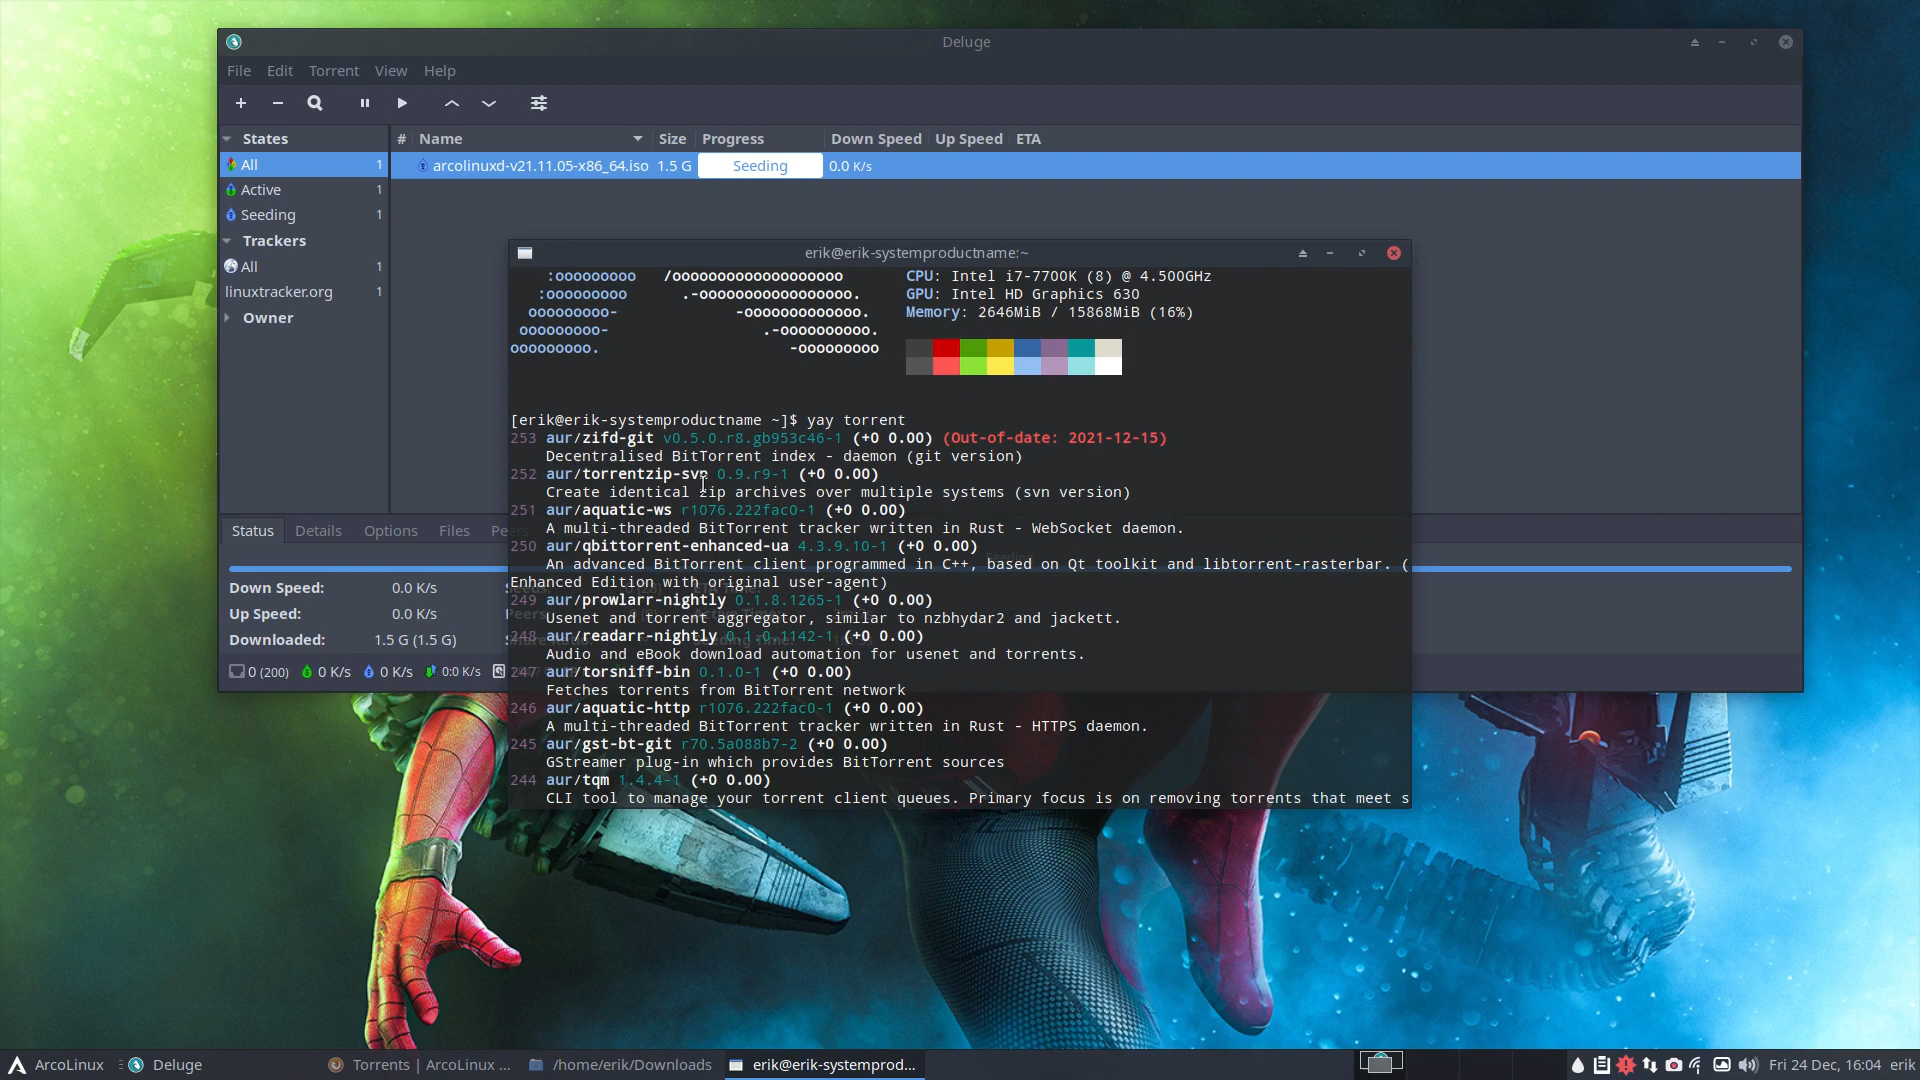 Deluge
File Edit Torrent View Help
States
All 1
Active 1
Seeding 1
Trackers
All 1
linuxtracker.org 1
Owner
# Name Size Progress Down Speed Up Speed ETA
arcolinuxd-v21.11.05-x86_64.iso 1.5 G Seeding 0.0 K/s
erik@erik-systemproductname:~
:ooooooooo /ooooooooooooooooooo CPU: Intel i7-7700K (8) @ 4.500GHz
:ooooooooo .-ooooooooooooooooo. GPU: Intel HD Graphics 630
ooooooooo- -ooooooooooooo. Memory: 2646MiB / 15868MiB (16%)
ooooooooo- .-oooooooooo.
ooooooooo. -ooooooooo
[erik@erik-systemproductname ~]$ yay torrent
253 aur/zifd-git v0.5.0.r8.gb953c46-1 (+0 0.00) (Out-of-date: 2021-12-15)
Decentralised BitTorrent index - daemon (git version)
252 aur/torrentzip-svn 0.9.r9-1 (+0 0.00)
Create identical zip archives over multiple systems (svn version)
251 aur/aquatic-ws r1076.222fac0-1 (+0 0.00)
A multi-threaded BitTorrent tracker written in Rust - WebSocket daemon.
250 aur/qbittorrent-enhanced-ua 4.3.9.10-1 (+0 0.00)
An advanced BitTorrent client programmed in C++, based on Qt toolkit and libtorrent-rasterbar. (
Enhanced Edition with original user-agent)
249 aur/prowlarr-nightly 0.1.8.1265-1 (+0 0.00)
Usenet and torrent aggregator, similar to nzbhydar2 and jackett.
248 aur/readarr-nightly 0.1.0.1142-1 (+0 0.00)
Audio and eBook download automation for usenet and torrents.
247 aur/torsniff-bin 0.1.0-1 (+0 0.00)
Fetches torrents from BitTorrent network
246 aur/aquatic-http r1076.222fac0-1 (+0 0.00)
A multi-threaded BitTorrent tracker written in Rust - HTTPS daemon.
245 aur/gst-bt-git r70.5a088b7-2 (+0 0.00)
GStreamer plug-in which provides BitTorrent sources
244 aur/tqm 1.4.4-1 (+0 0.00)
CLI tool to manage your torrent client queues. Primary focus is on removing torrents that meet s
Status Details Options Files
Down Speed: 0.0 K/s
Up Speed: 0.0 K/s
Downloaded: 1.5 G (1.5 G)
0 (200) 0 K/s 0 K/s 0:0 K/s
ArcoLinux Deluge Torrents | ArcoLinux ... /home/erik/Downloads erik@erik-systemprod... Fri 24 Dec, 16:04 erik